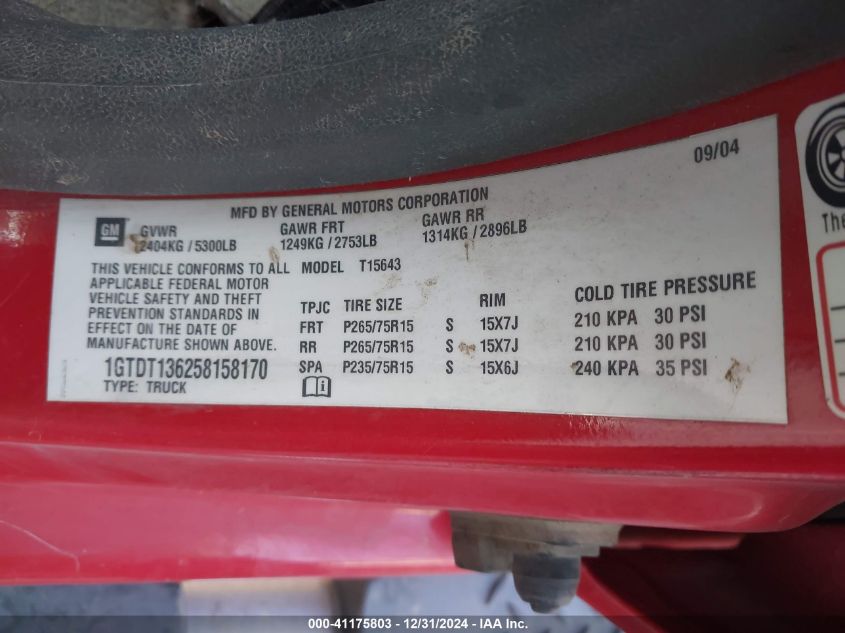 09/04
MFD BY GENERAL MOTORS CORPORATION
GM
GVWR GAWR FRT GAWR RR
2404KG / 5300LB 1249KG / 2753LB 1314KG / 2896LB
THIS VEHICLE CONFORMS TO ALL
APPLICABLE FEDERAL MOTOR
VEHICLE SAFETY AND THEFT
PREVENTION STANDARDS IN
EFFECT ON THE DATE OF
MANUFACTURE SHOWN ABOVE.
1GTDT136258158170
TYPE: TRUCK
MODEL T15643
TPJC TIRE SIZE RIM COLD TIRE PRESSURE
FRT P265/75R15 S 15X7J 210 KPA 30 PSI
RR P265/75R15 S 15X7J 210 KPA 30 PSI
SPA P235/75R15 S 15X6J 240 KPA 35 PSI
The
000-41175803 - 12/31/2024 - IAA Inc.